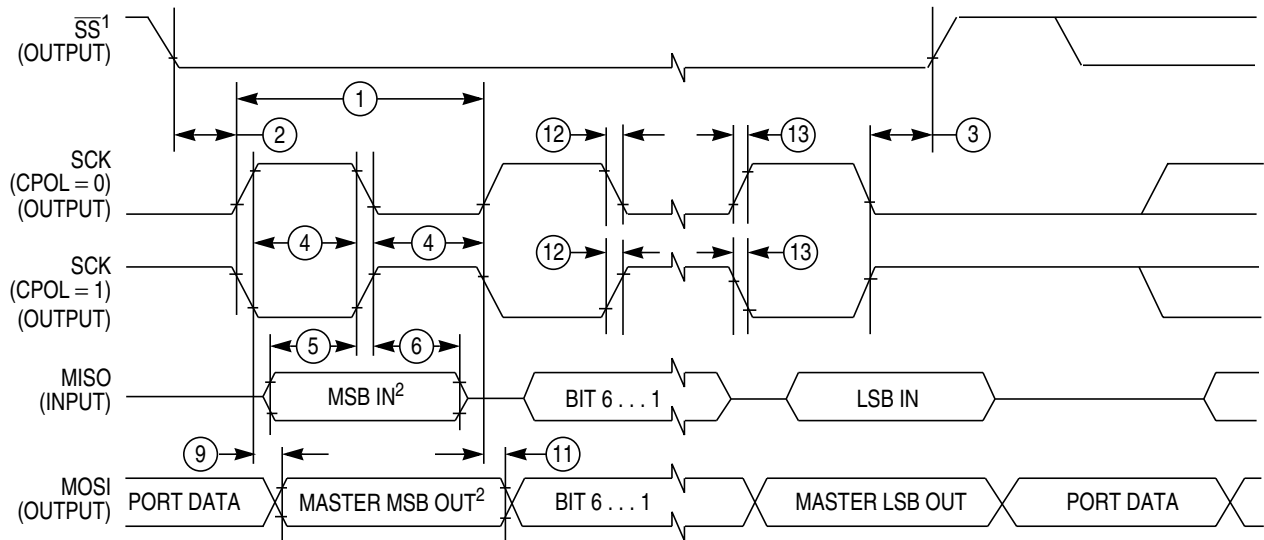 SS1
(OUTPUT)
1
2
12
13
3
SCK
(CPOL = 0)
(OUTPUT)
4
4
SCK
(CPOL = 1)
(OUTPUT)
12
13
5
6
MISO
(INPUT)
MSB IN2
BIT 6 . . . 1
LSB IN
9
11
MOSI
(OUTPUT)
PORT DATA
MASTER MSB OUT2
BIT 6 . . . 1
MASTER LSB OUT
PORT DATA